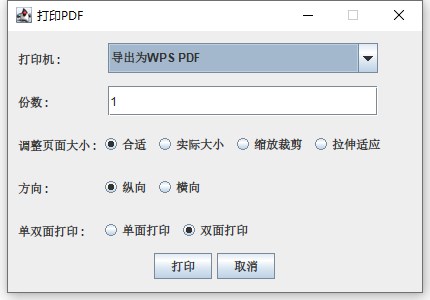 打印PDF
打印机： 导出为WPS PDF
份数： 1
调整页面大小： 合适 实际大小 缩放裁剪 拉伸适应
方向： 纵向 横向
单双面打印： 单面打印 双面打印
打印 取消